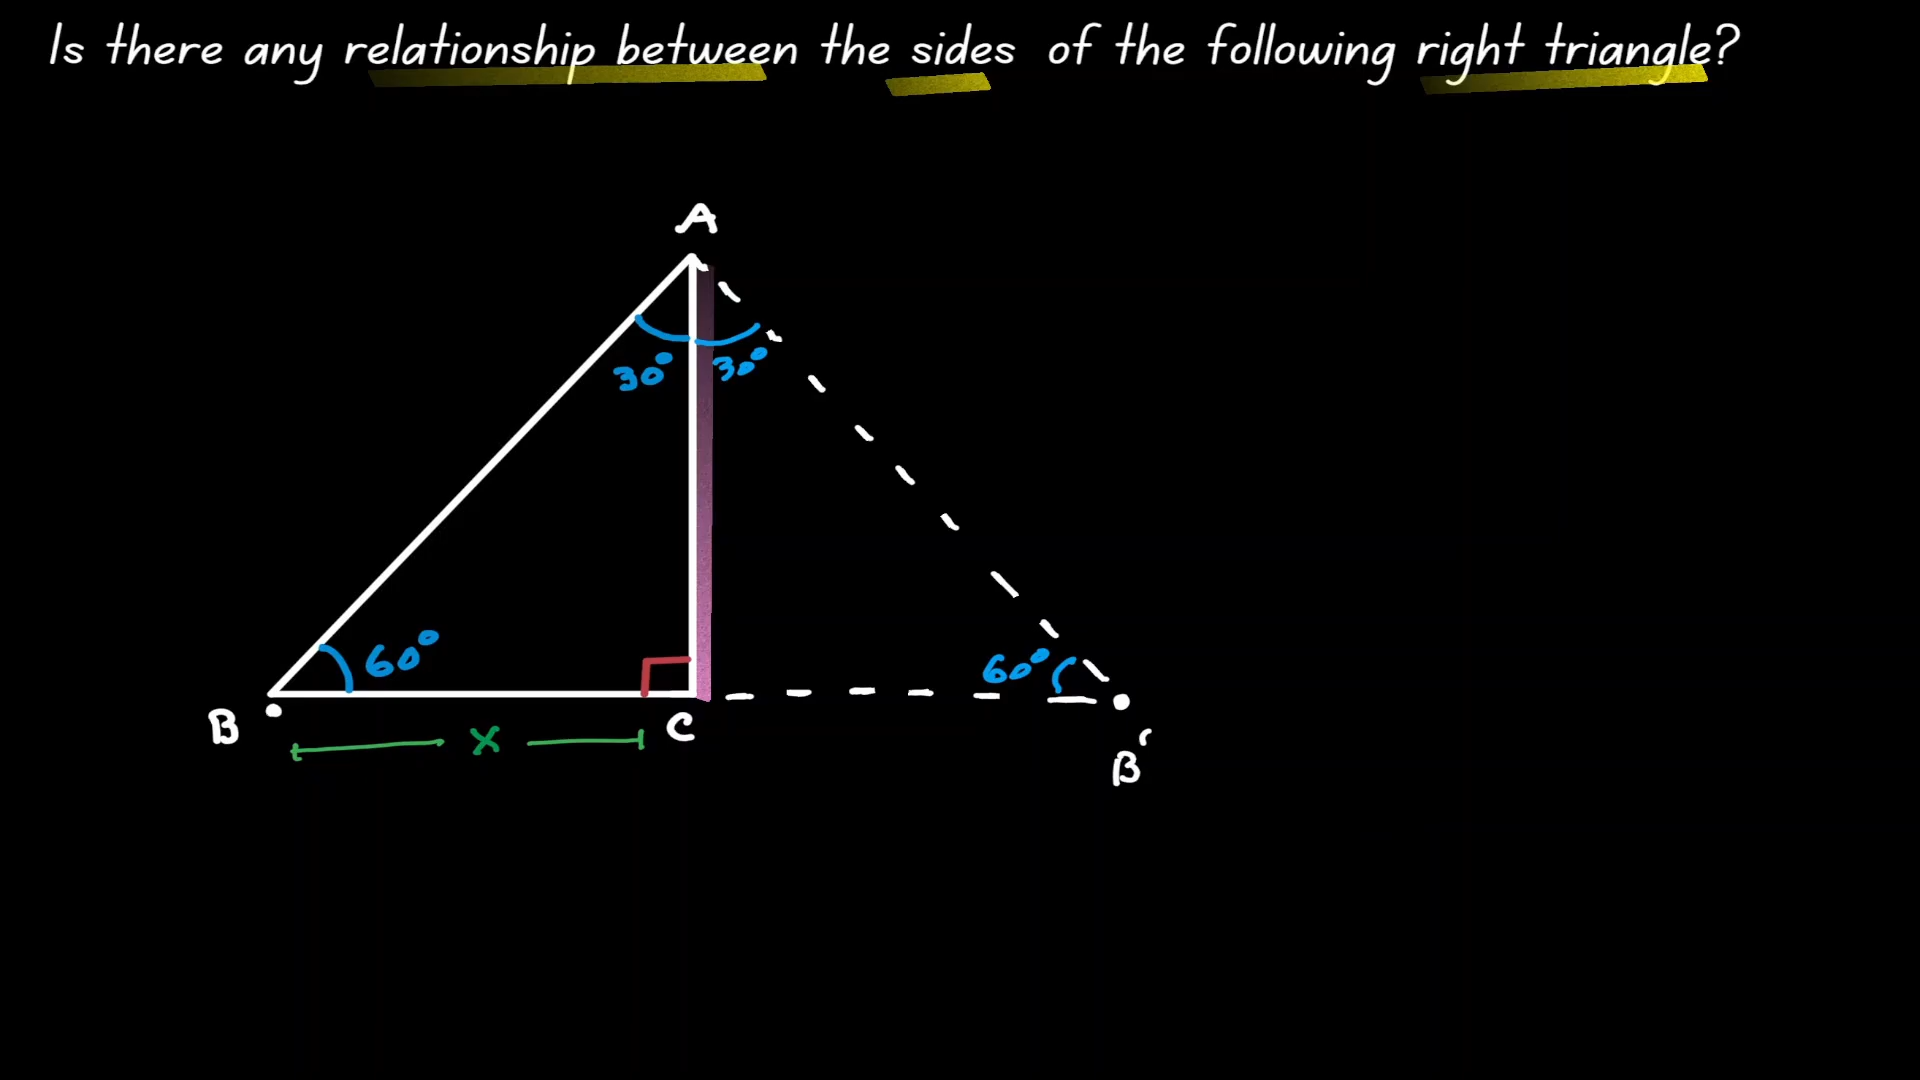 Is there any relationship between the sides of the following right triangle?
A
30° 30°
60° 60°
B C
x
B'